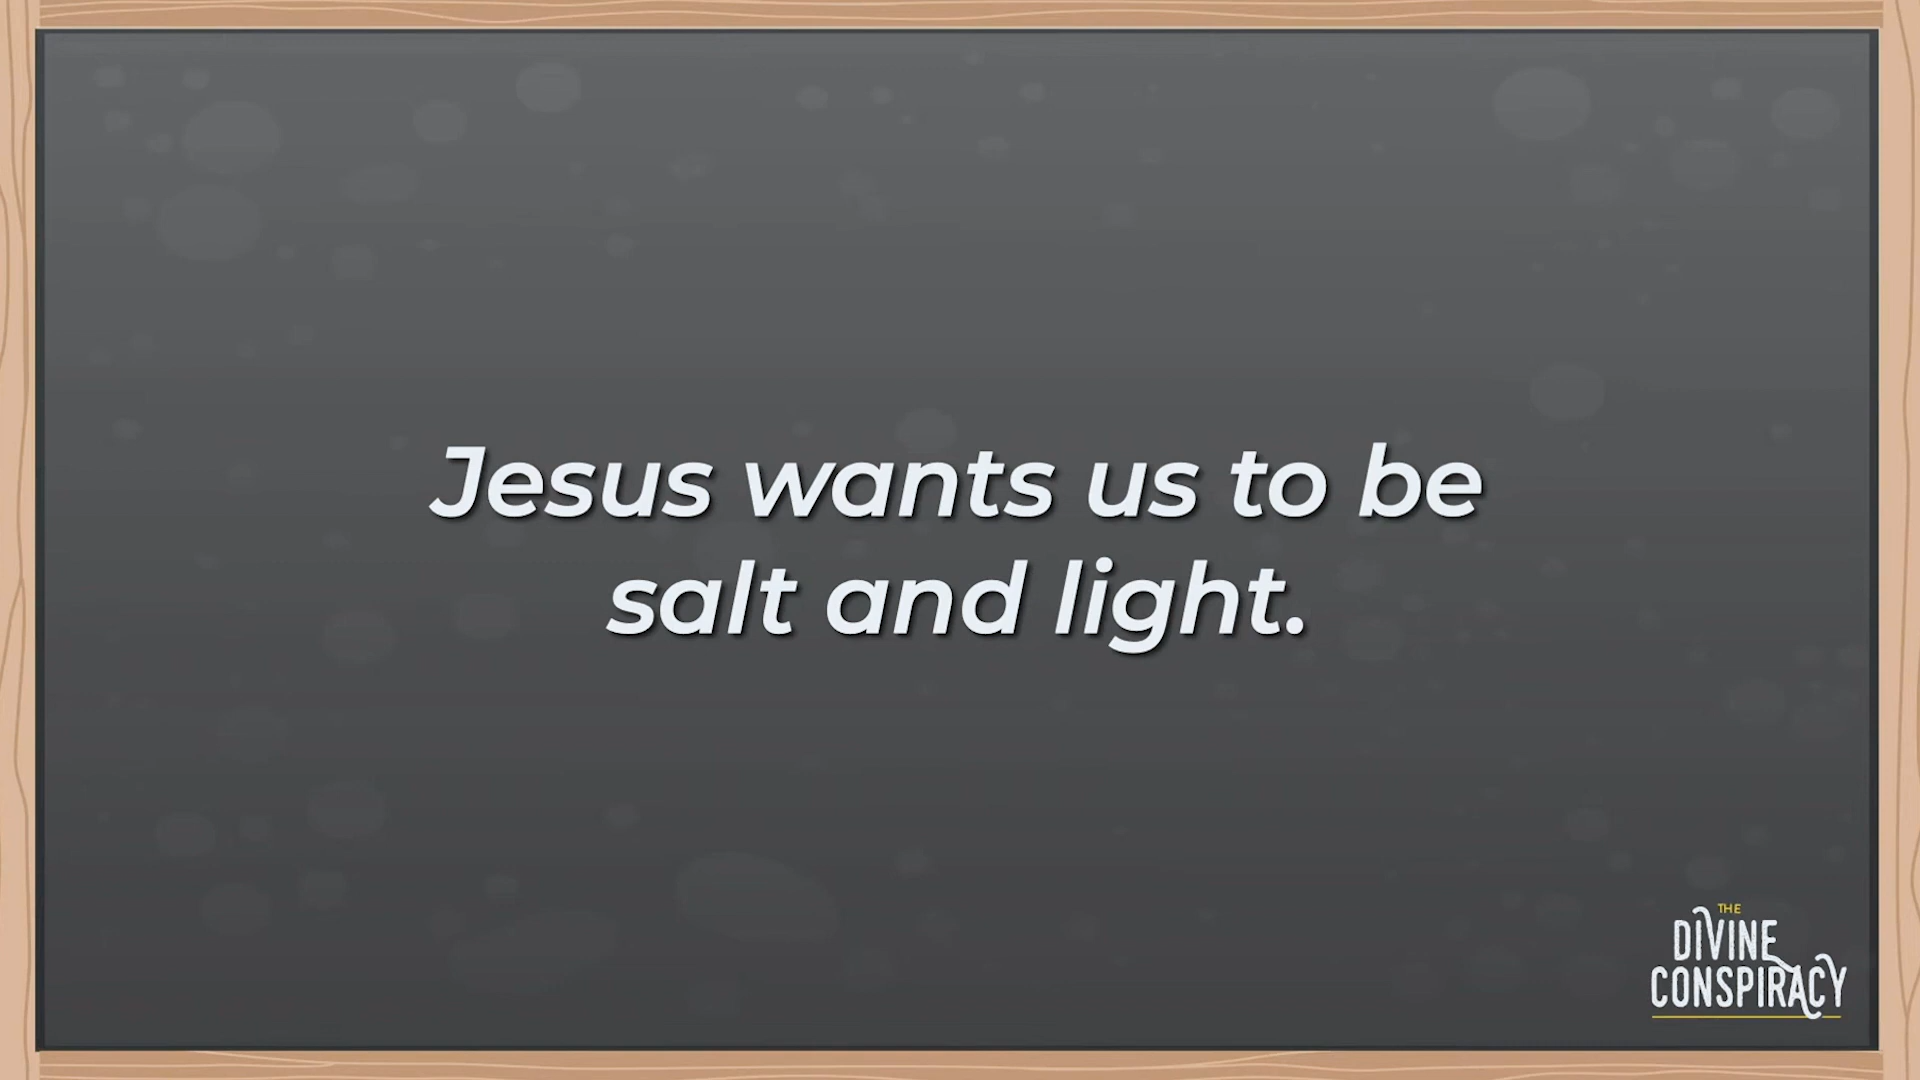 Jesus wants us to be
salt and light.
THE
DIVINE
CONSPIRACY